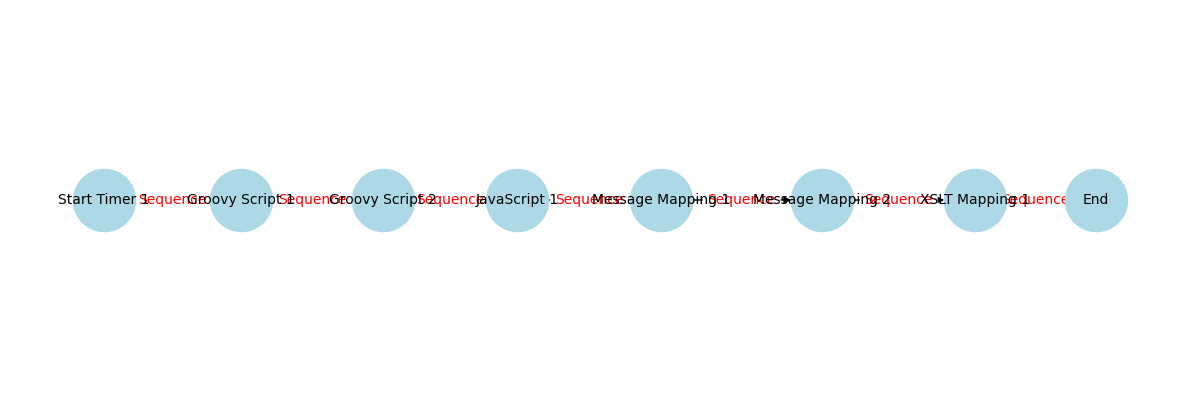 Start Timer 1 Sequence Groovy Script 1 Sequence Groovy Script 2 Sequence JavaScript 1 Sequence Message Mapping 1 Sequence Message Mapping 2 Sequence XSLT Mapping 1 Sequence End